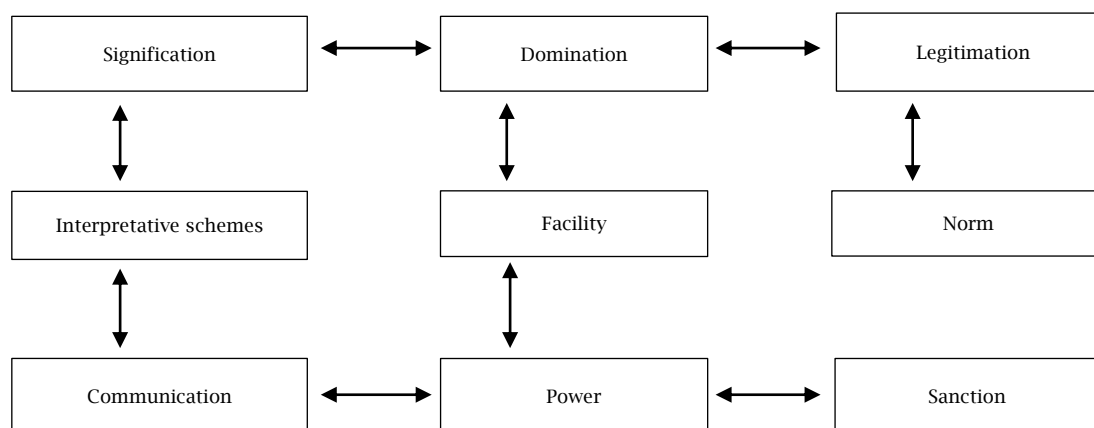 Signification
Domination
Legitimation
Interpretative schemes
Facility
Norm
Communication
Power
Sanction